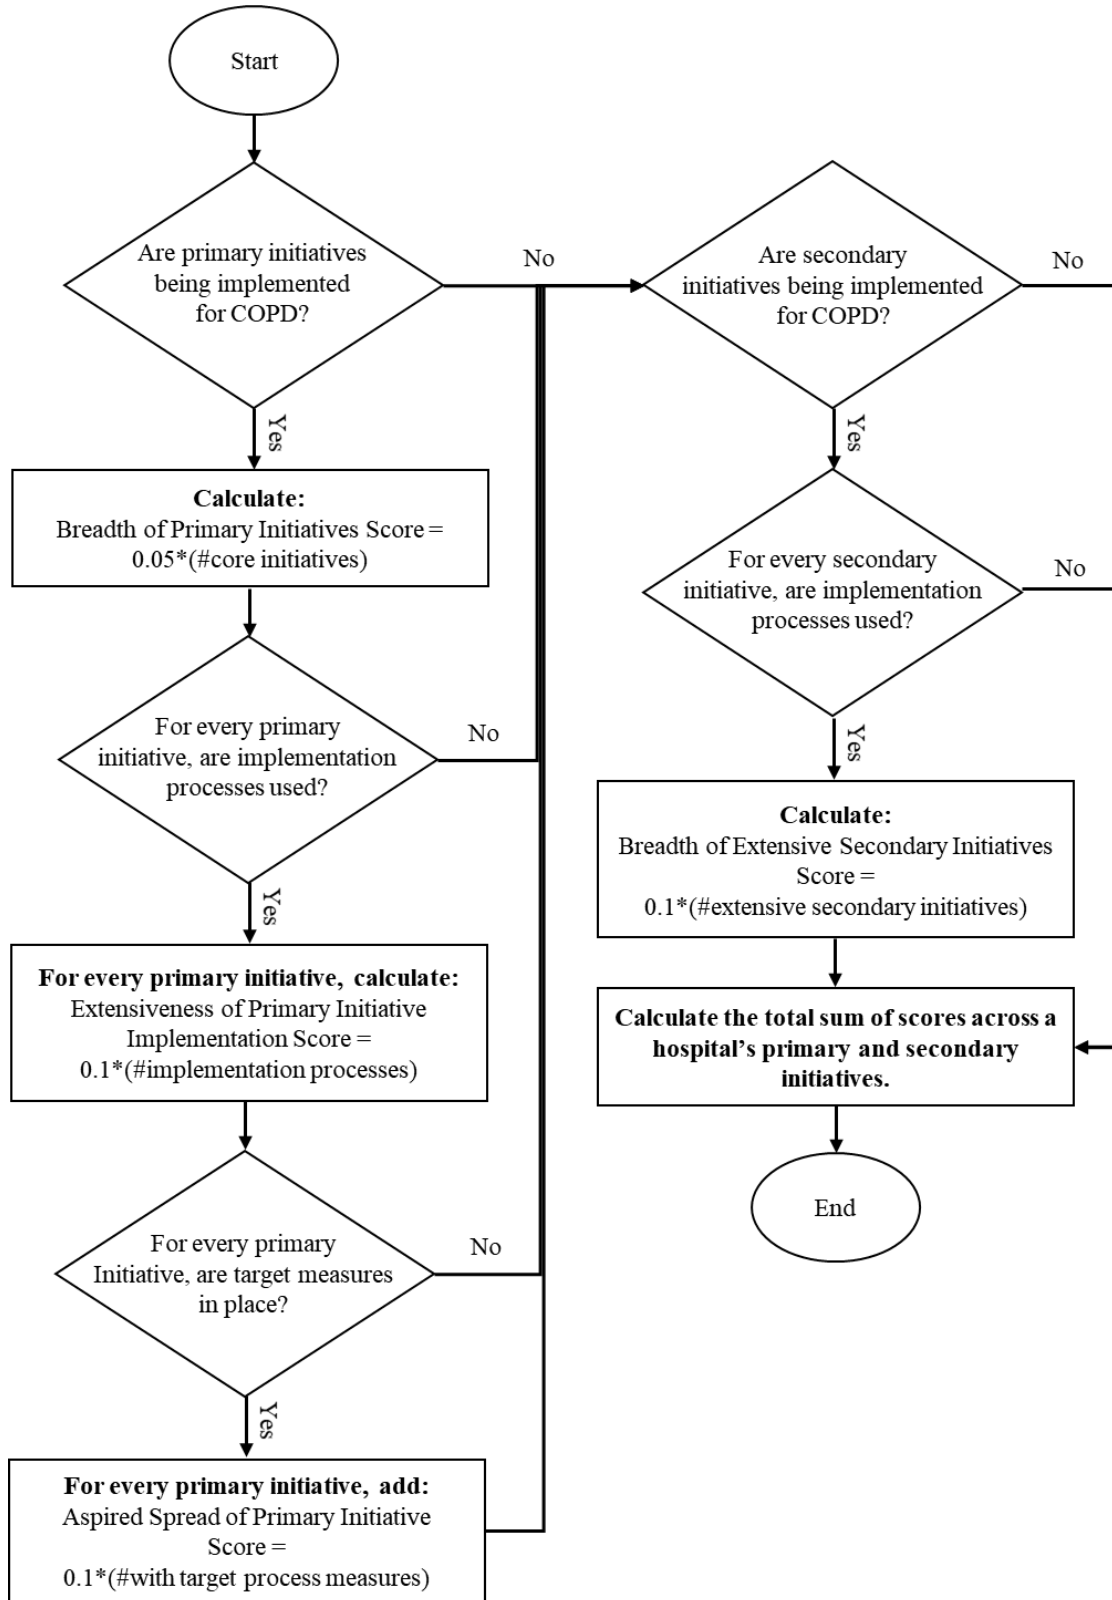 Start
Are primary initiatives
being implemented
for COPD?
No
Yes
Calculate:
Breadth of Primary Initiatives Score =
0.05*(#core initiatives)
For every primary
initiative, are implementation
processes used?
No
Yes
For every primary initiative, calculate:
Extensiveness of Primary Initiative
Implementation Score =
0.1*(#implementation processes)
For every primary
Initiative, are target measures
in place?
No
Yes
For every primary initiative, add:
Aspired Spread of Primary Initiative
Score =
0.1*(#with target process measures)
Are secondary
initiatives being implemented
for COPD?
No
Yes
For every secondary
initiative, are implementation
processes used?
No
Yes
Calculate:
Breadth of Extensive Secondary Initiatives
Score =
0.1*(#extensive secondary initiatives)
Calculate the total sum of scores across a
hospital's primary and secondary
initiatives.
End